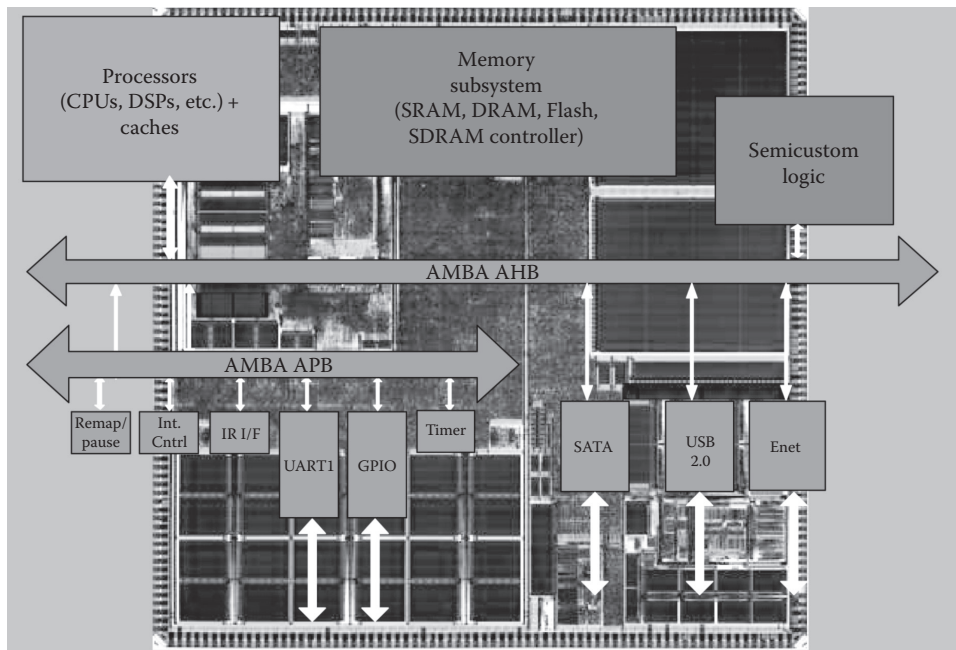 Processors
(CPUs, DSPs, etc.) +
caches
Memory
subsystem
(SRAM, DRAM, Flash,
SDRAM controller)
Semicustom
logic
AMBA AHB
AMBA APB
Remap/
pause
Int.
Cntrl
IR I/F
UART1
GPIO
Timer
SATA
USB
2.0
Enet